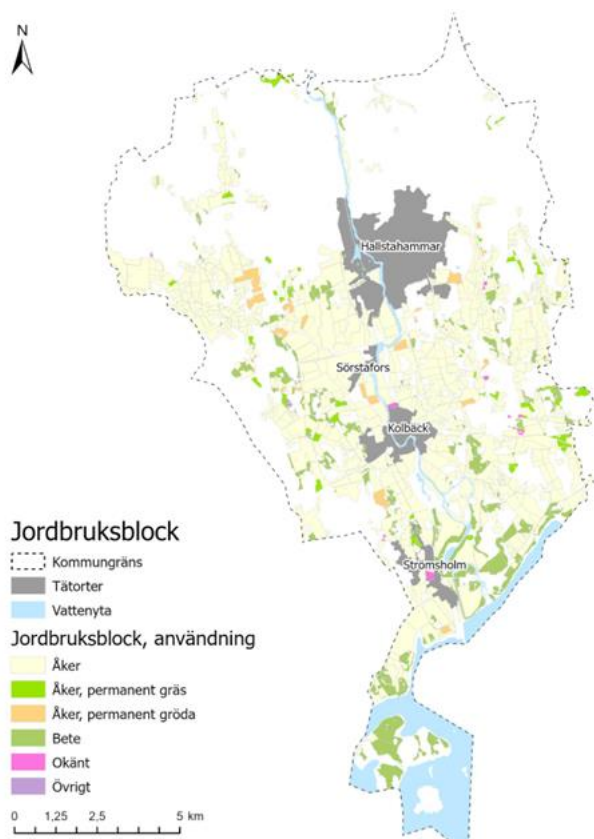 N
Hallstahammar
Sörstafors
Kolbäck
Strömsholm
Jordbruksblock
Kommungräns
Tätorter
Vattenyta
Jordbruksblock, användning
Åker
Åker, permanent gräs
Åker, permanent gröda
Bete
Okänt
Övrigt
0 1,25 2,5 5 km